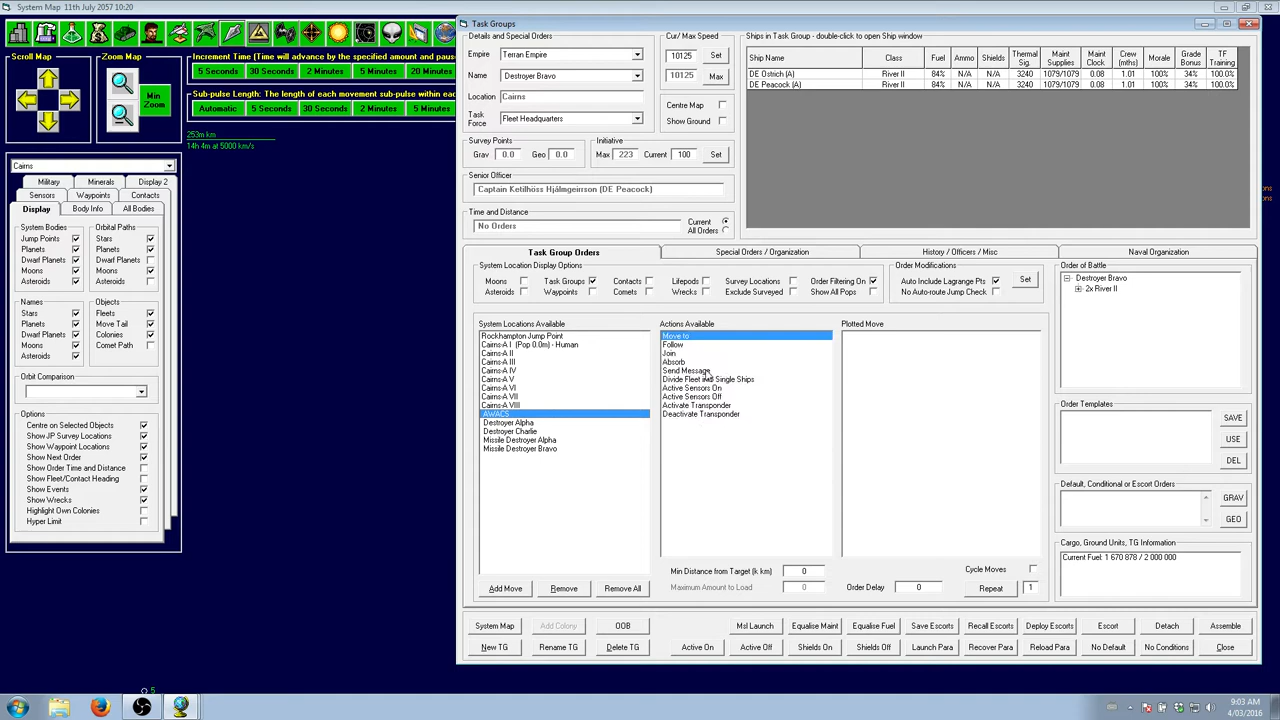 System Map 11th July 2057 10:20
Scroll Map
Zoom Map
Min Zoom
Increment Time (Time will advance by the specified amount and paus
5 Seconds 30 Seconds 2 Minutes 5 Minutes 20 Minutes
Sub-pulse Length: The length of each movement sub-pulse within each
Automatic 5 Seconds 30 Seconds 2 Minutes 5 Minutes
253m km
14h 4m at 5000 km/s
Cairns
Military Minerals Display 2
Sensors Waypoints Contacts
Display Body Info All Bodies
System Bodies
Jump Points
Planets
Dwarf Planets
Moons
Asteroids
Orbital Paths
Stars
Planets
Dwarf Planets
Moons
Asteroids
Names
Stars
Planets
Dwarf Planets
Moons
Asteroids
Objects
Fleets
Move Tail
Colonies
Comet Path
Orbit Comparison
Options
Centre on Selected Objects
Show JP Survey Locations
Show Waypoint Locations
Show Next Order
Show Order Time and Distance
Show Fleet/Contact Heading
Show Events
Show Wrecks
Highlight Own Colonies
Hyper Limit
5
Task Groups
Details and Special Orders
Empire Terran Empire
Name Destroyer Bravo
Location Cairns
Task Force Fleet Headquarters
Cur/ Max Speed
10125 Set
10125 Max
Centre Map
Show Ground
Survey Points
Grav 0.0 Geo 0.0
Initiative
Max 223 Current 100 Set
Senior Officer
Captain Ketilhöss Hjálmgeirrson (DE Peacock)
Time and Distance
No Orders
Current
All Orders
Ships in Task Group - double-click to open Ship window
Ship Name Class Fuel Ammo Shields Thermal Sig. Maint Supplies Maint Clock Crew (mths) Morale Grade Bonus TF Training
DE Ostrich (A) River II 84% N/A N/A 3240 1079/1079 0.08 1.01 100% 34% 100.0%
DE Peacock (A) River II 84% N/A N/A 3240 1079/1079 0.08 1.01 100% 34% 100.0%
Task Group Orders Special Orders / Organization History / Officers / Misc Naval Organization
System Location Display Options
Moons Task Groups Contacts Lifepods Survey Locations Order Filtering On
Asteroids Waypoints Comets Wrecks Exclude Surveyed Show All Pops
Order Modifications
Auto Include Lagrange Pts Set
No Auto-route Jump Check
System Locations Available
Rockhampton Jump Point
Cairns-A I (Pop 0.0m) - Human
Cairns-A II
Cairns-A III
Cairns-A IV
Cairns-A V
Cairns-A VI
Cairns-A VII
Cairns-A VIII
AWACS
Destroyer Alpha
Destroyer Charlie
Missile Destroyer Alpha
Missile Destroyer Bravo
Actions Available
Move to
Follow
Join
Absorb
Send Message
Divide Fleet into Single Ships
Active Sensors On
Active Sensors Off
Activate Transponder
Deactivate Transponder
Plotted Move
Order of Battle
Destroyer Bravo
2x River II
Order Templates
SAVE
USE
DEL
Default, Conditional or Escort Orders
GRAV
GEO
Cargo, Ground Units, TG Information
Current Fuel: 1 670 878 / 2 000 000
Min Distance from Target (k km) 0 Cycle Moves
Add Move Remove Remove All Maximum Amount to Load 0 Order Delay 0 Repeat 1
System Map Add Colony OOB Msl Launch Equalise Maint Equalise Fuel Save Escorts Recall Escorts Deploy Escorts Escort Detach Assemble
New TG Rename TG Delete TG Active On Active Off Shields On Shields Off Launch Para Recover Para Reload Para No Default No Conditions Close
ions
ons
9:03 AM
4/03/2016